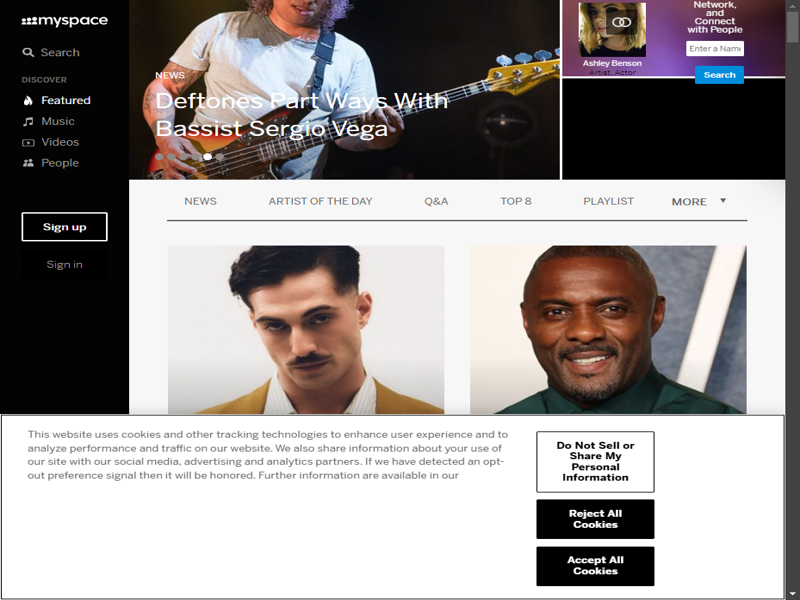 myspace
Search
DISCOVER
Featured
Music
Videos
People
Sign up
Sign in
NEWS
Deftones Part Ways With
Bassist Sergio Vega
Ashley Benson
Artist, Actor
Network,
and
Connect
with People
Enter a Name
Search
NEWS
ARTIST OF THE DAY
Q&A
TOP 8
PLAYLIST
MORE
This website uses cookies and other tracking technologies to enhance user experience and to
analyze performance and traffic on our website. We also share information about your use of
our site with our social media, advertising and analytics partners. If we have detected an opt-
out preference signal then it will be honored. Further information are available in our
Do Not Sell or
Share My
Personal
Information
Reject All
Cookies
Accept All
Cookies